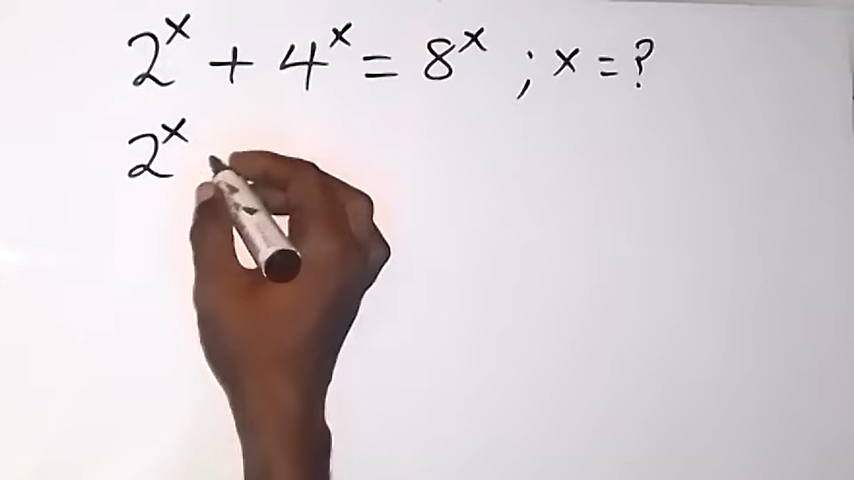 2^x + 4^x = 8^x ; x = ?
2^x